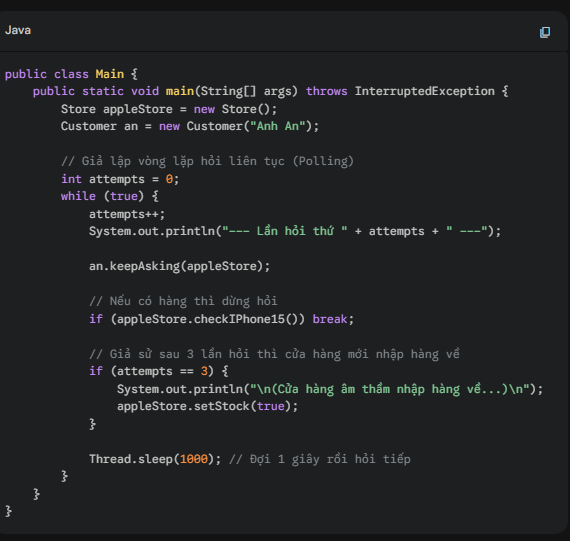 Java
public class Main {
    public static void main(String[] args) throws InterruptedException {
        Store appleStore = new Store();
        Customer an = new Customer("Anh An");

        // Giả lập vòng lặp hỏi liên tục (Polling)
        int attempts = 0;
        while (true) {
            attempts++;
            System.out.println("--- Lần hỏi thứ " + attempts + " ---");

            an.keepAsking(appleStore);

            // Nếu có hàng thì dừng hỏi
            if (appleStore.checkIPhone15()) break;

            // Giả sử sau 3 lần hỏi thì cửa hàng mới nhập hàng về
            if (attempts == 3) {
                System.out.println("\n(Cửa hàng âm thầm nhập hàng về...)\n");
                appleStore.setStock(true);
            }

            Thread.sleep(1000); // Đợi 1 giây rồi hỏi tiếp
        }
    }
}